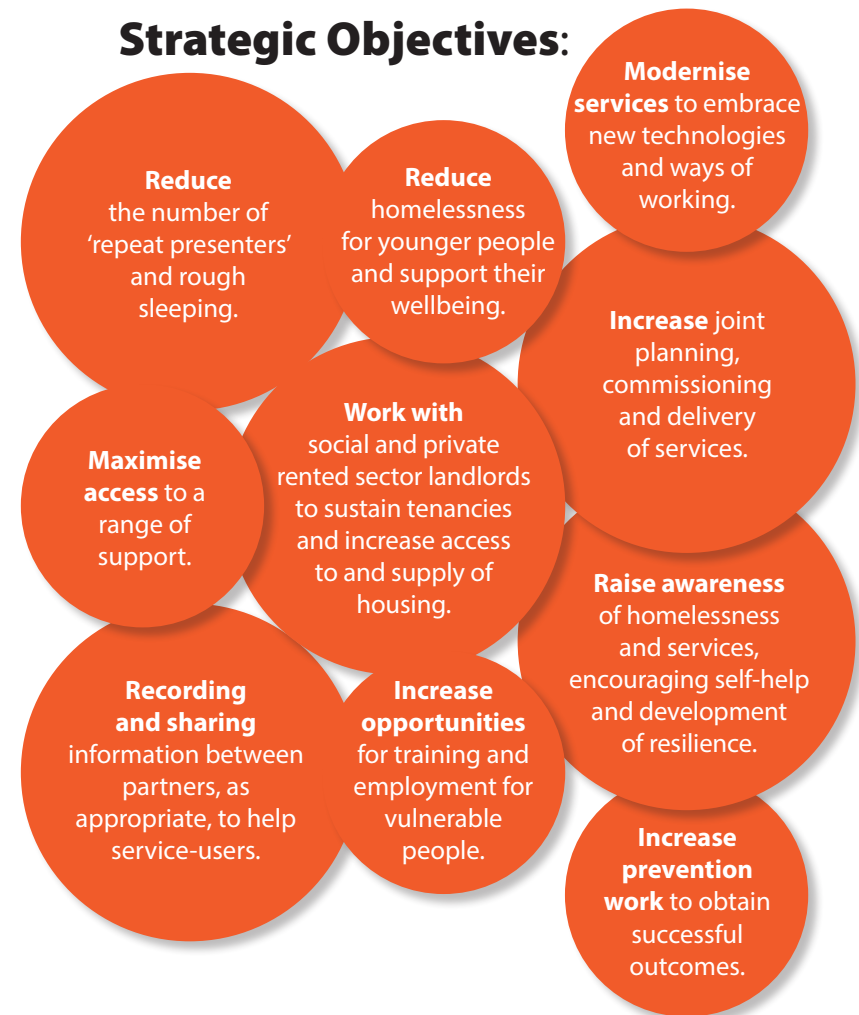 Strategic Objectives:
Modernise
services to embrace
new technologies
and ways of
working.
Reduce
the number of
‘repeat presenters’
and rough
sleeping.
Reduce
homelessness
for younger people
and support their
wellbeing.
Increase joint
planning,
commissioning
and delivery
of services.
Maximise
access to a
range of
support.
Work with
social and private
rented sector landlords
to sustain tenancies
and increase access
to and supply of
housing.
Raise awareness
of homelessness
and services,
encouraging self-help
and development
of resilience.
Recording
and sharing
information between
partners, as
appropriate, to help
service-users.
Increase
opportunities
for training and
employment for
vulnerable
people.
Increase
prevention
work to obtain
successful
outcomes.